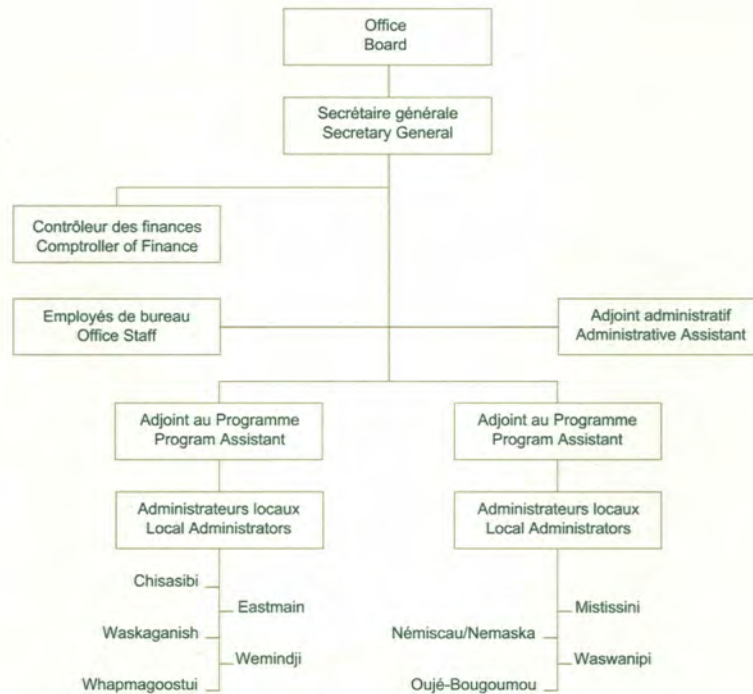 Office
Board
Secrétaire générale
Secretary General
Contrôleur des finances
Comptroller of Finance
Employés de bureau
Office Staff
Adjoint administratif
Administrative Assistant
Adjoint au Programme
Program Assistant
Adjoint au Programme
Program Assistant
Administrateurs locaux
Local Administrators
Administrateurs locaux
Local Administrators
Chisasibi
Eastmain
Waskaganish
Wemindji
Whapmagoostui
Mistissini
Némiscau/Nemaska
Waswanipi
Oujé-Bougoumou